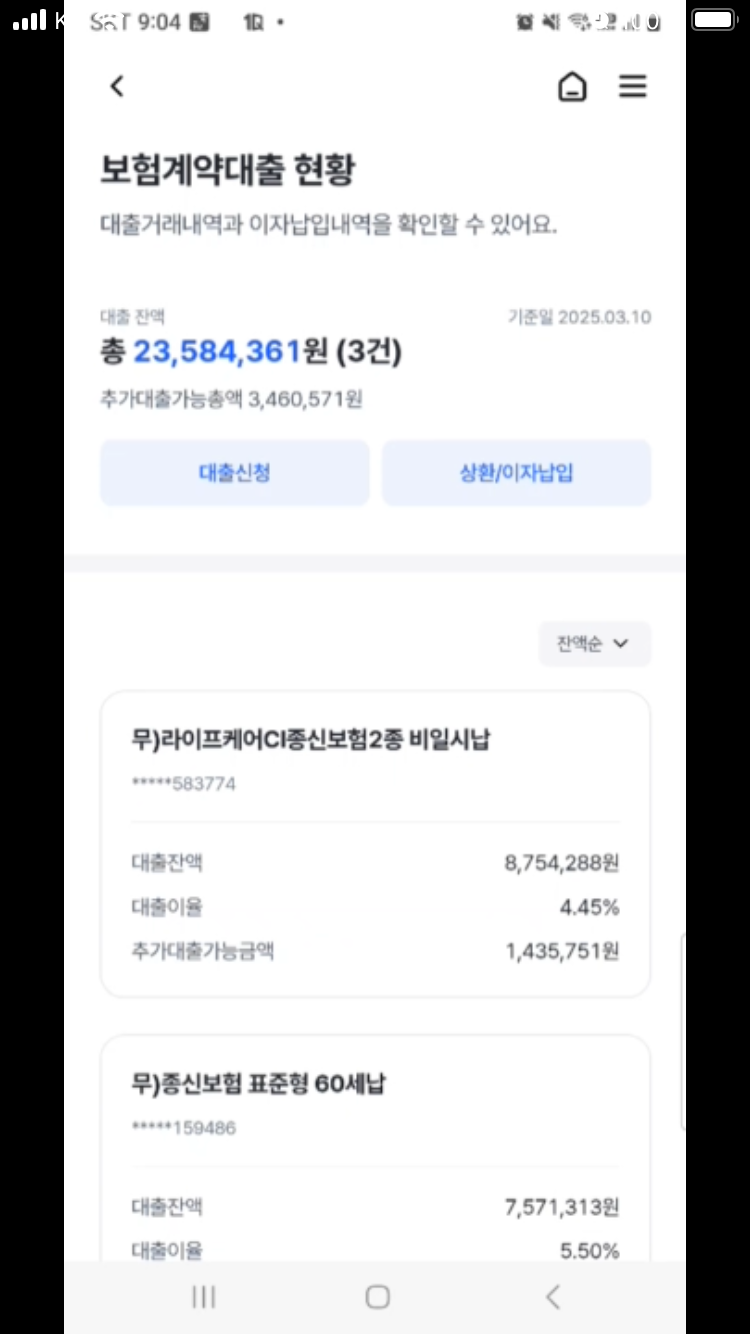 9:04
보험계약대출 현황
대출거래내역과 이자납입내역을 확인할 수 있어요.
대출 잔액
기준일 2025.03.10
총 23,584,361원 (3건)
추가대출가능총액 3,460,571원
대출신청
상환/이자납입
잔액순
무)라이프케어CI종신보험2종 비일시납
*****583774
대출잔액 8,754,288원
대출이율 4.45%
추가대출가능금액 1,435,751원
무)종신보험 표준형 60세납
*****159486
대출잔액 7,571,313원
대출이율 5.50%